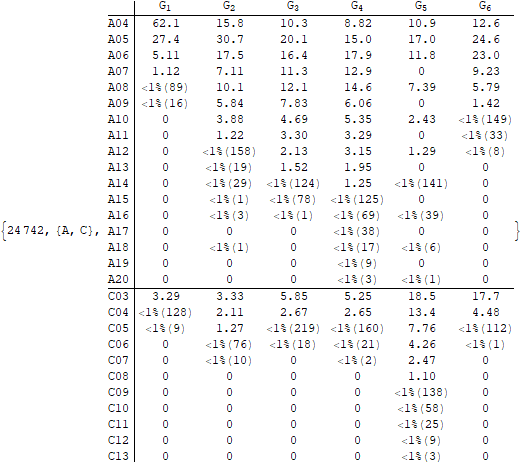 G1 G2 G3 G4 G5 G6
A04 62.1 15.8 10.3 8.82 10.9 12.6
A05 27.4 30.7 20.1 15.0 17.0 24.6
A06 5.11 17.5 16.4 17.9 11.8 23.0
A07 1.12 7.11 11.3 12.9 0 9.23
A08 <1%(89) 10.1 12.1 14.6 7.39 5.79
A09 <1%(16) 5.84 7.83 6.06 0 1.42
A10 0 3.88 4.69 5.35 2.43 <1%(149)
A11 0 1.22 3.30 3.29 0 <1%(33)
A12 0 <1%(158) 2.13 3.15 1.29 <1%(8)
A13 0 <1%(19) 1.52 1.95 0 0
A14 0 <1%(29) <1%(124) 1.25 <1%(141) 0
A15 0 <1%(1) <1%(78) <1%(125) 0 0
A16 0 <1%(3) <1%(1) <1%(69) <1%(39) 0
{24742, {A, C}, A17 0 0 0 <1%(38) 0 0 }
A18 0 <1%(1) 0 <1%(17) <1%(6) 0
A19 0 0 0 <1%(9) 0 0
A20 0 0 0 <1%(3) <1%(1) 0
C03 3.29 3.33 5.85 5.25 18.5 17.7
C04 <1%(128) 2.11 2.67 2.65 13.4 4.48
C05 <1%(9) 1.27 <1%(219) <1%(160) 7.76 <1%(112)
C06 0 <1%(76) <1%(18) <1%(21) 4.26 <1%(1)
C07 0 <1%(10) 0 <1%(2) 2.47 0
C08 0 0 0 0 1.10 0
C09 0 0 0 0 <1%(138) 0
C10 0 0 0 0 <1%(58) 0
C11 0 0 0 0 <1%(25) 0
C12 0 0 0 0 <1%(9) 0
C13 0 0 0 0 <1%(3) 0